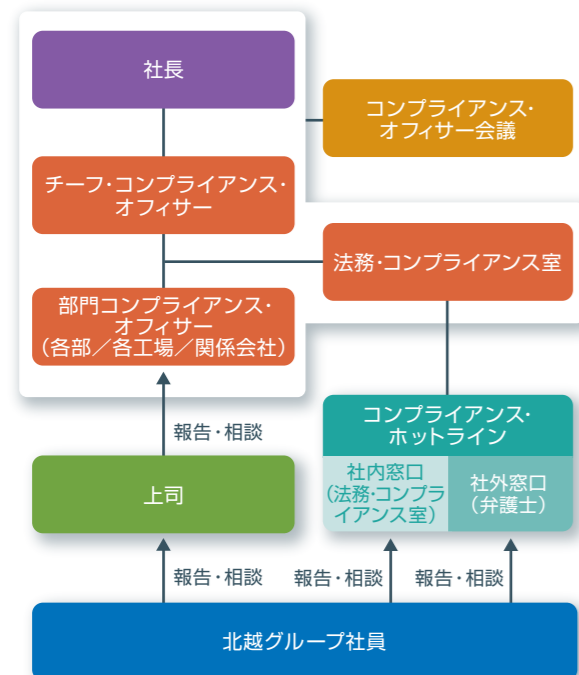 社長
コンプライアンス・
オフィサー会議
チーフ・コンプライアンス・
オフィサー
法務・コンプライアンス室
部門コンプライアンス・
オフィサー
（各部／各工場／関係会社）
報告・相談
コンプライアンス・
ホットライン
上司
社内窓口
（法務・コンプラ
イアンス室）
社外窓口
（弁護士）
報告・相談
報告・相談
報告・相談
北越グループ社員